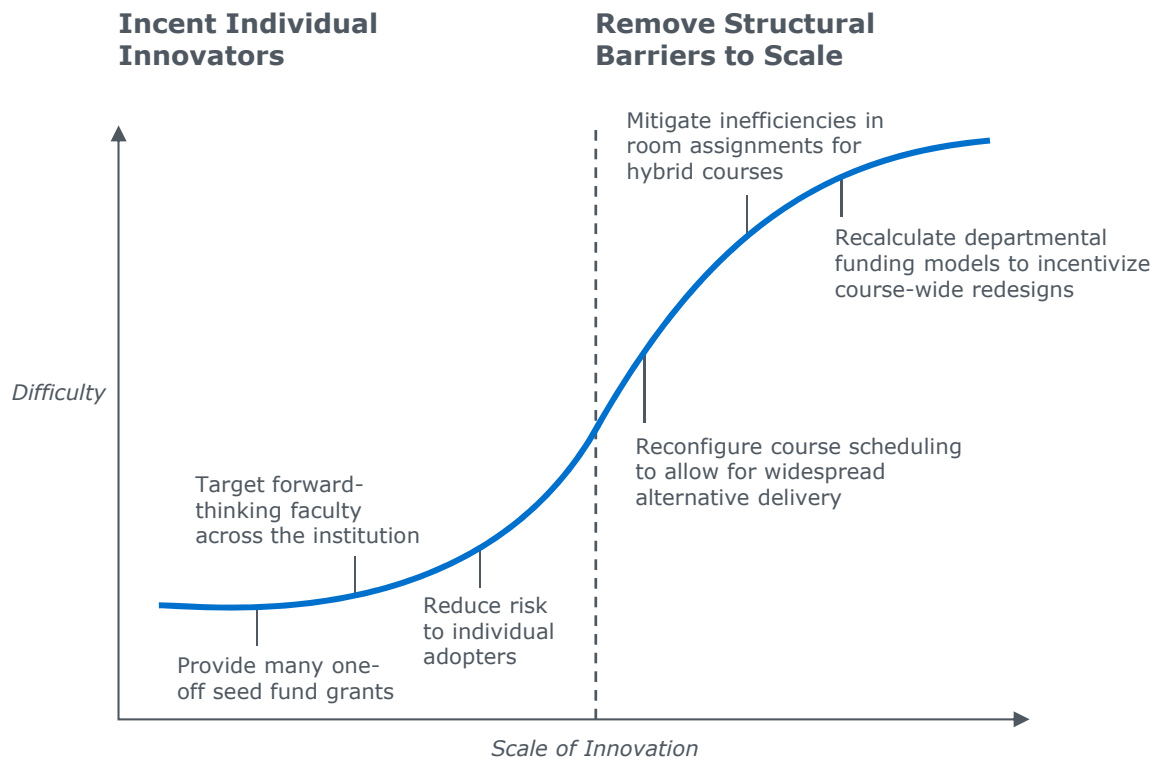 Incent Individual
Innovators
Remove Structural
Barriers to Scale
Mitigate inefficiencies in
room assignments for
hybrid courses
Recalculate departmental
funding models to incentivize
course-wide redesigns
Difficulty
Reconfigure course scheduling
to allow for widespread
alternative delivery
Target forward-
thinking faculty
across the institution
Reduce risk
to individual
adopters
Provide many one-
off seed fund grants
Scale of Innovation